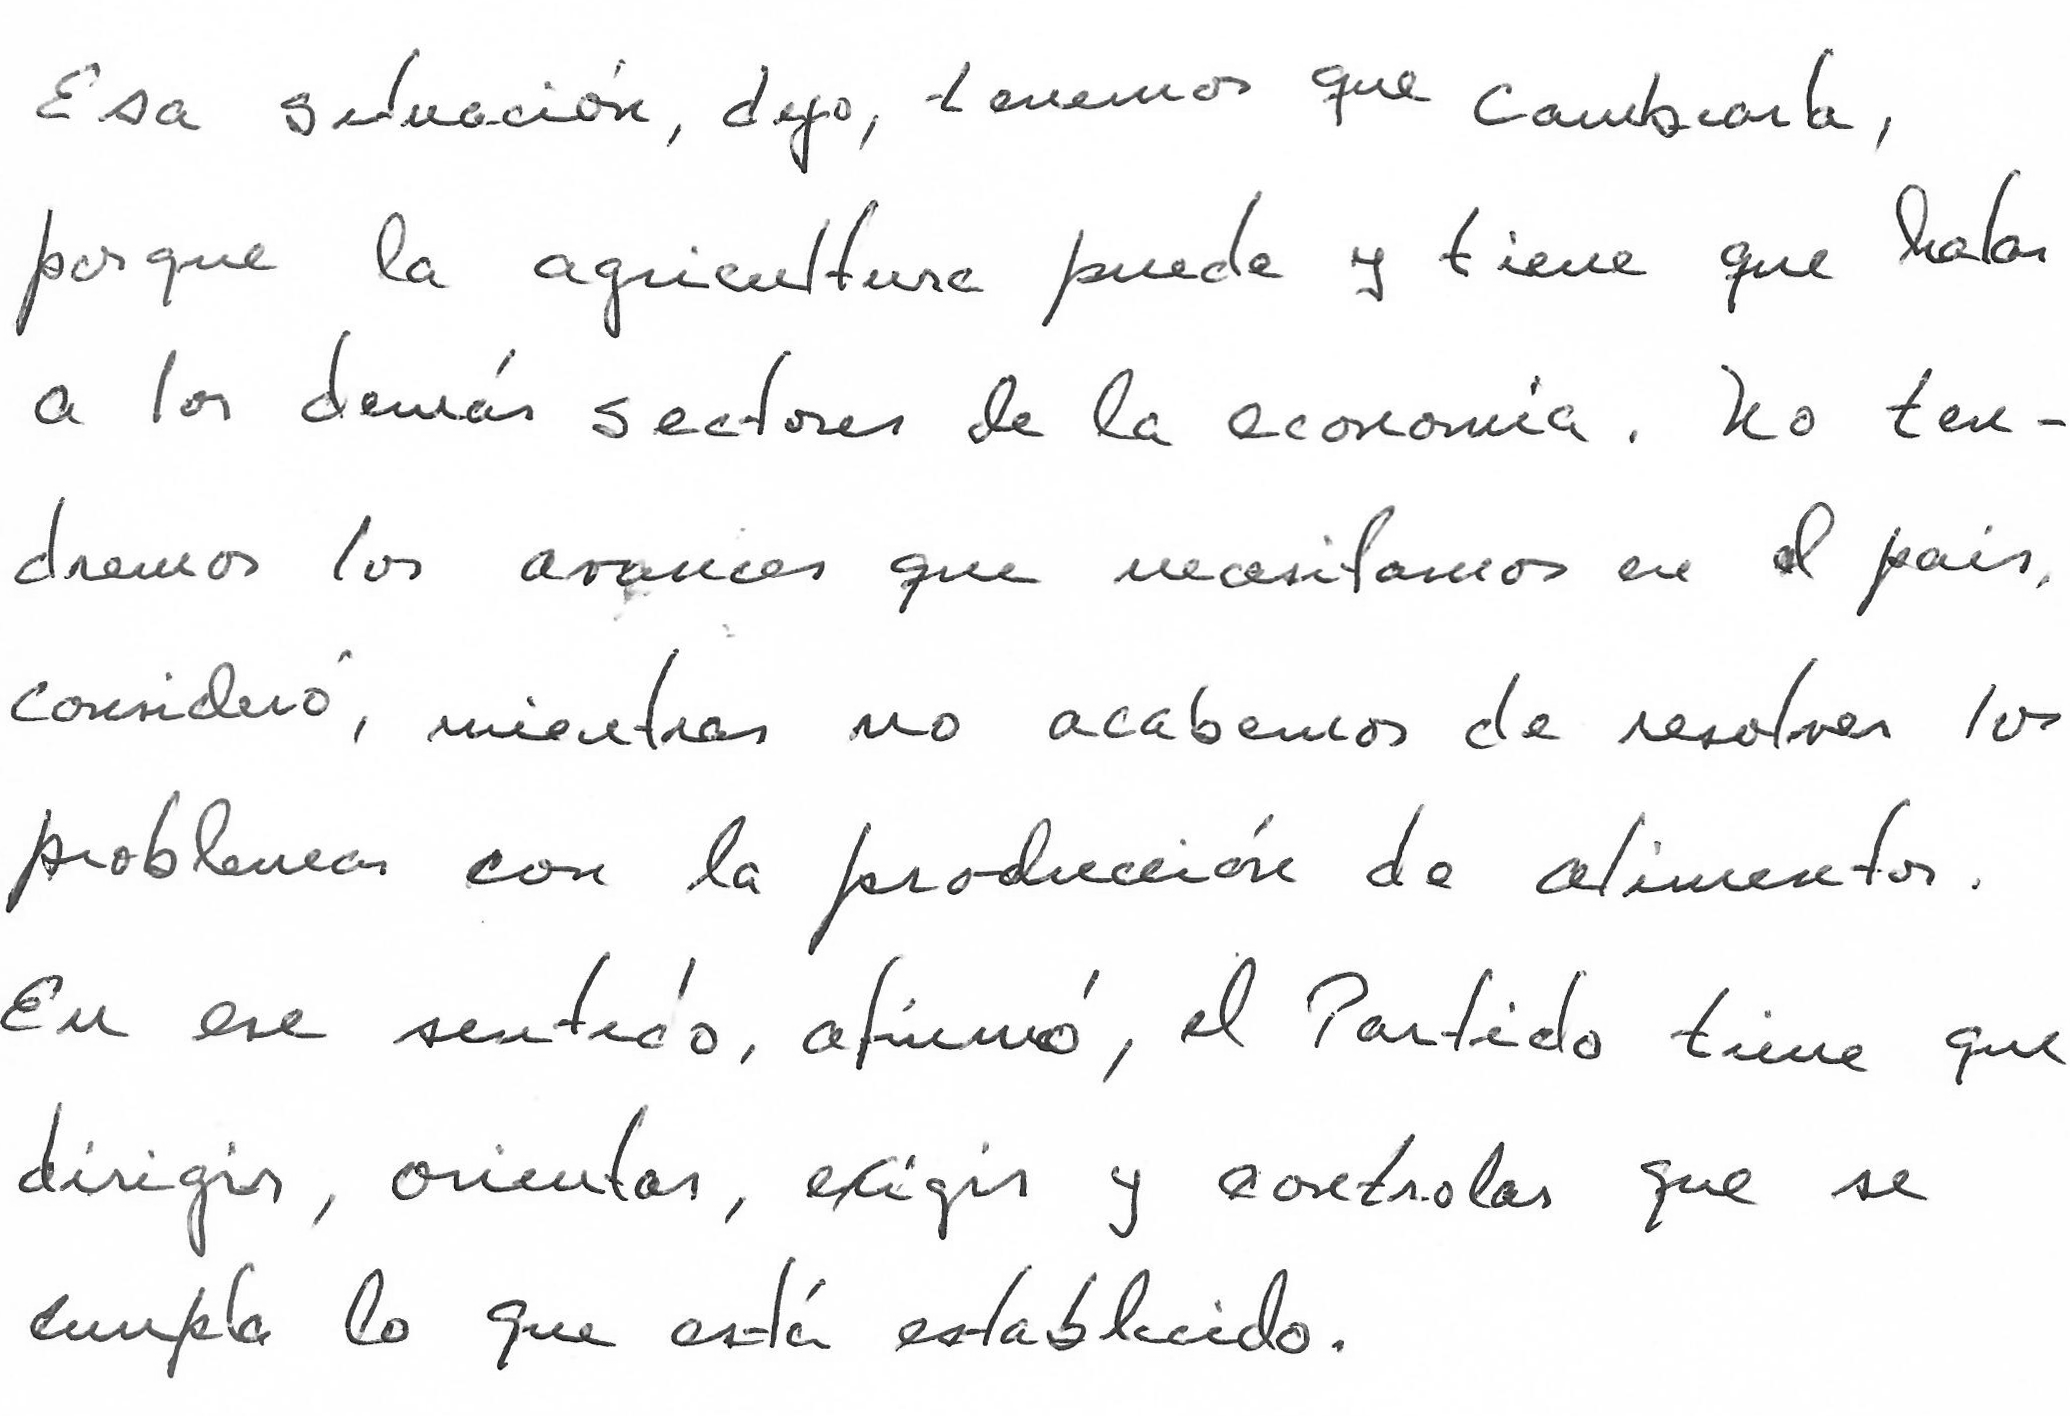 Esa situación, dijo, tenemos que cambiarla,
porque la agricultura puede y tiene que halar
a los demás sectores de la economía. No ten-
dremos los avances que necesitamos en el país,
consideró, mientras no acabemos de resolver los
problemas con la producción de alimentos.
En ese sentido, afirmó, el Partido tiene que
dirigir, orientar, exigir y controlar que se
cumpla lo que está establecido.